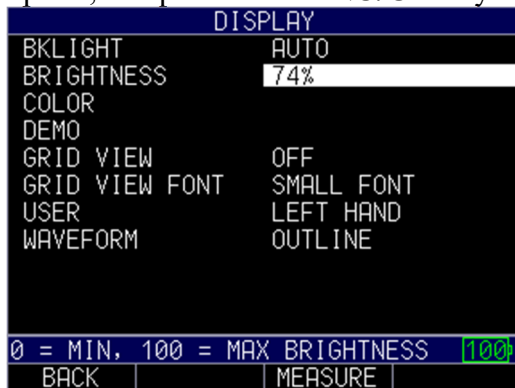 DISPLAY
BKLIGHT AUTO
BRIGHTNESS 74%
COLOR
DEMO
GRID VIEW OFF
GRID VIEW FONT SMALL FONT
USER LEFT HAND
WAVEFORM OUTLINE
0 = MIN, 100 = MAX BRIGHTNESS 100
BACK MEASURE